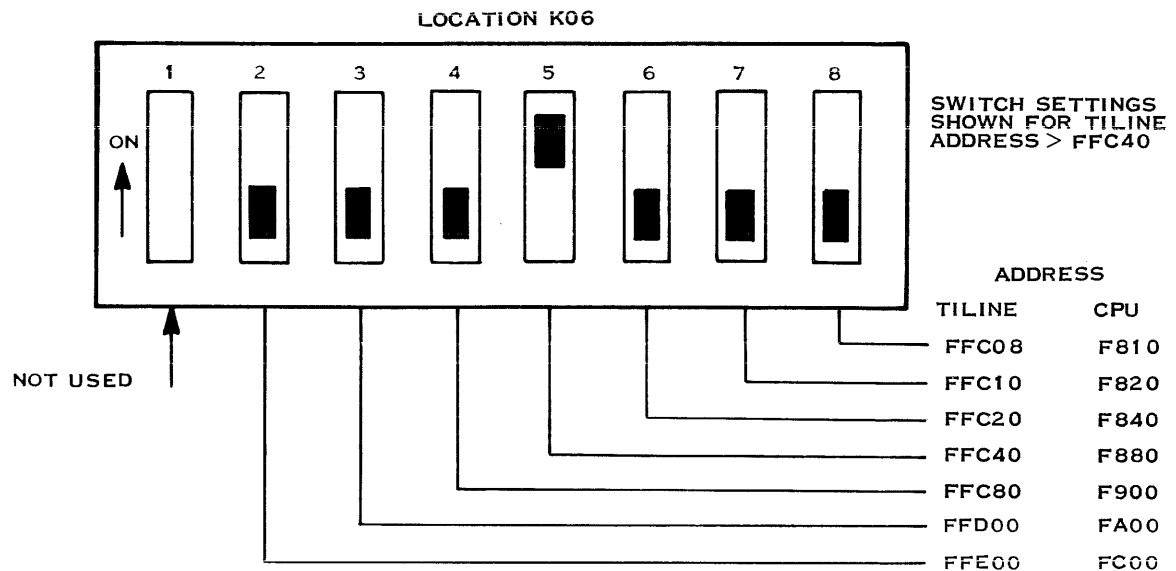 LOCATION K06
1 2 3 4 5 6 7 8
ON
SWITCH SETTINGS
SHOWN FOR TILINE
ADDRESS > FFC40
NOT USED
ADDRESS
TILINE CPU
FFC08 F810
FFC10 F820
FFC20 F840
FFC40 F880
FFC80 F900
FFD00 FA00
FFE00 FC00